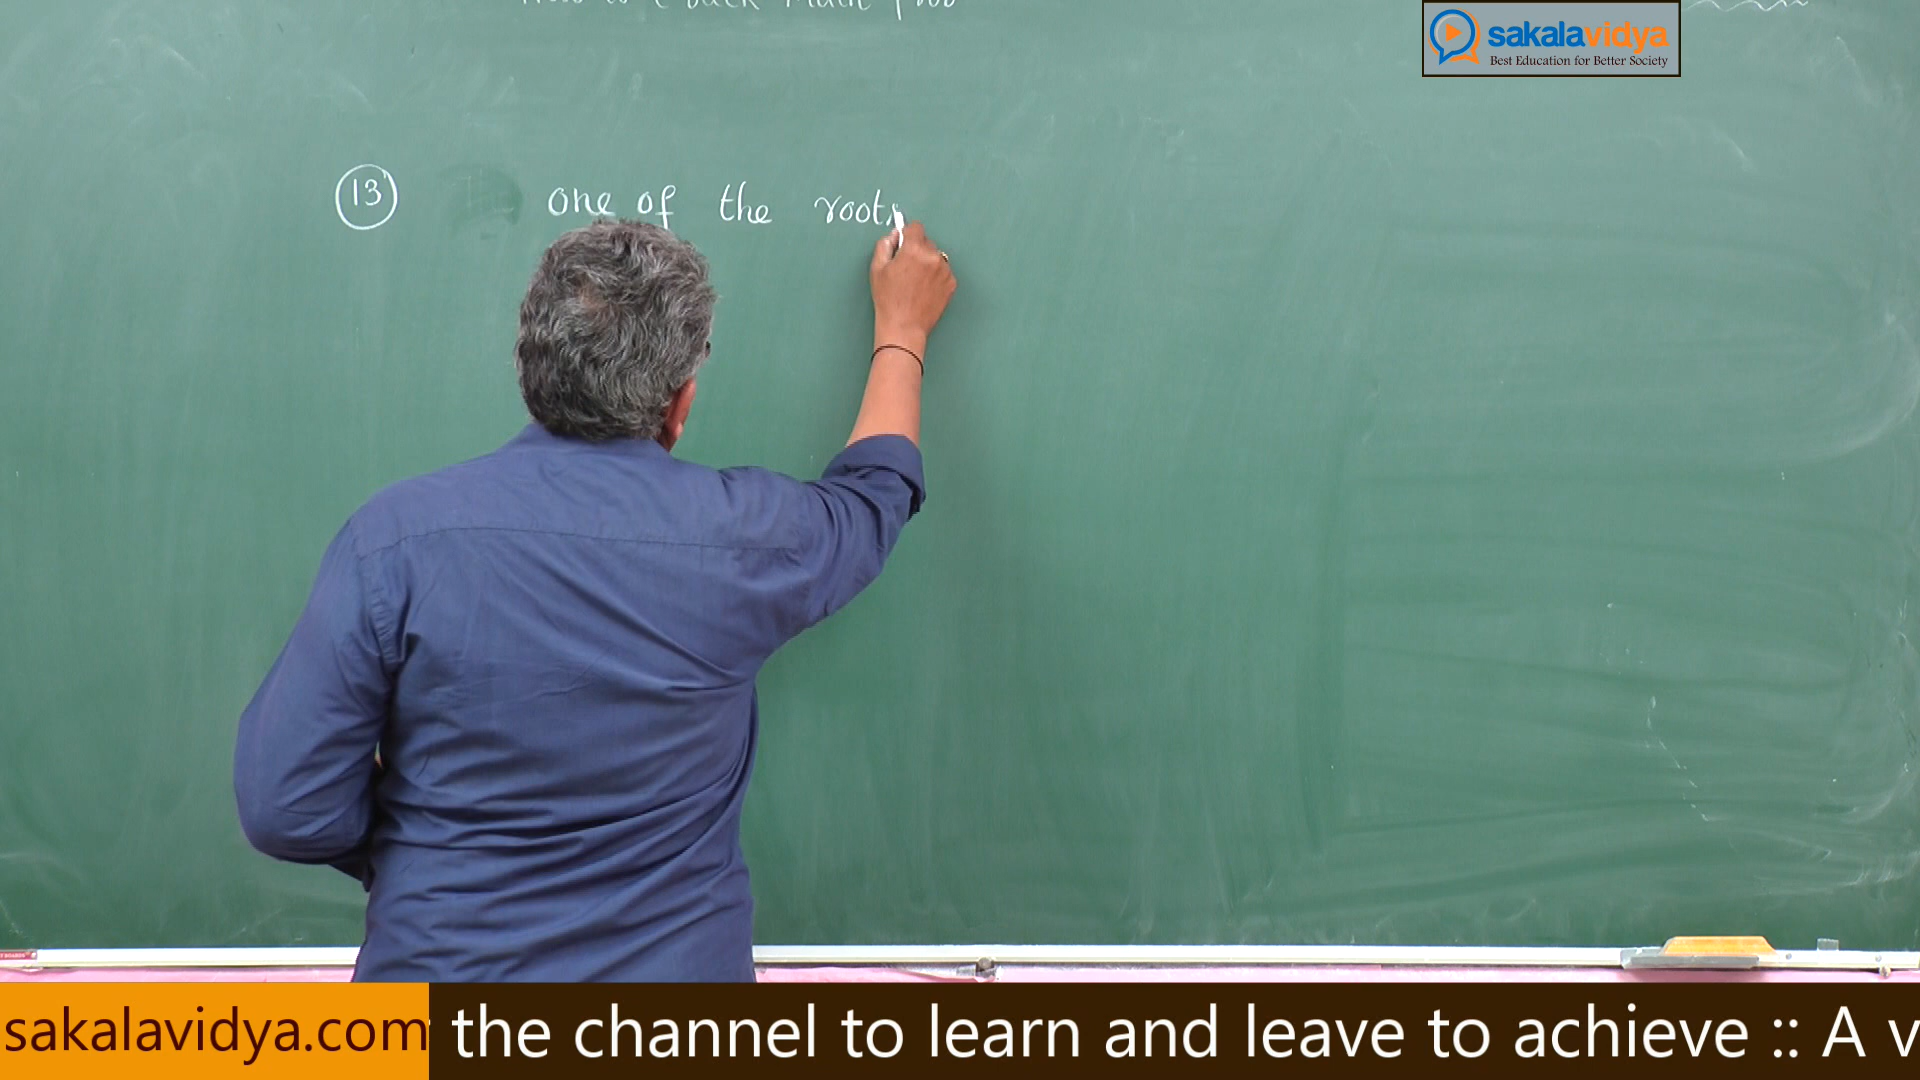 sakalavidya
Best Education for Better Society
13 one of the roots
sakalavidya.com the channel to learn and leave to achieve :: A v